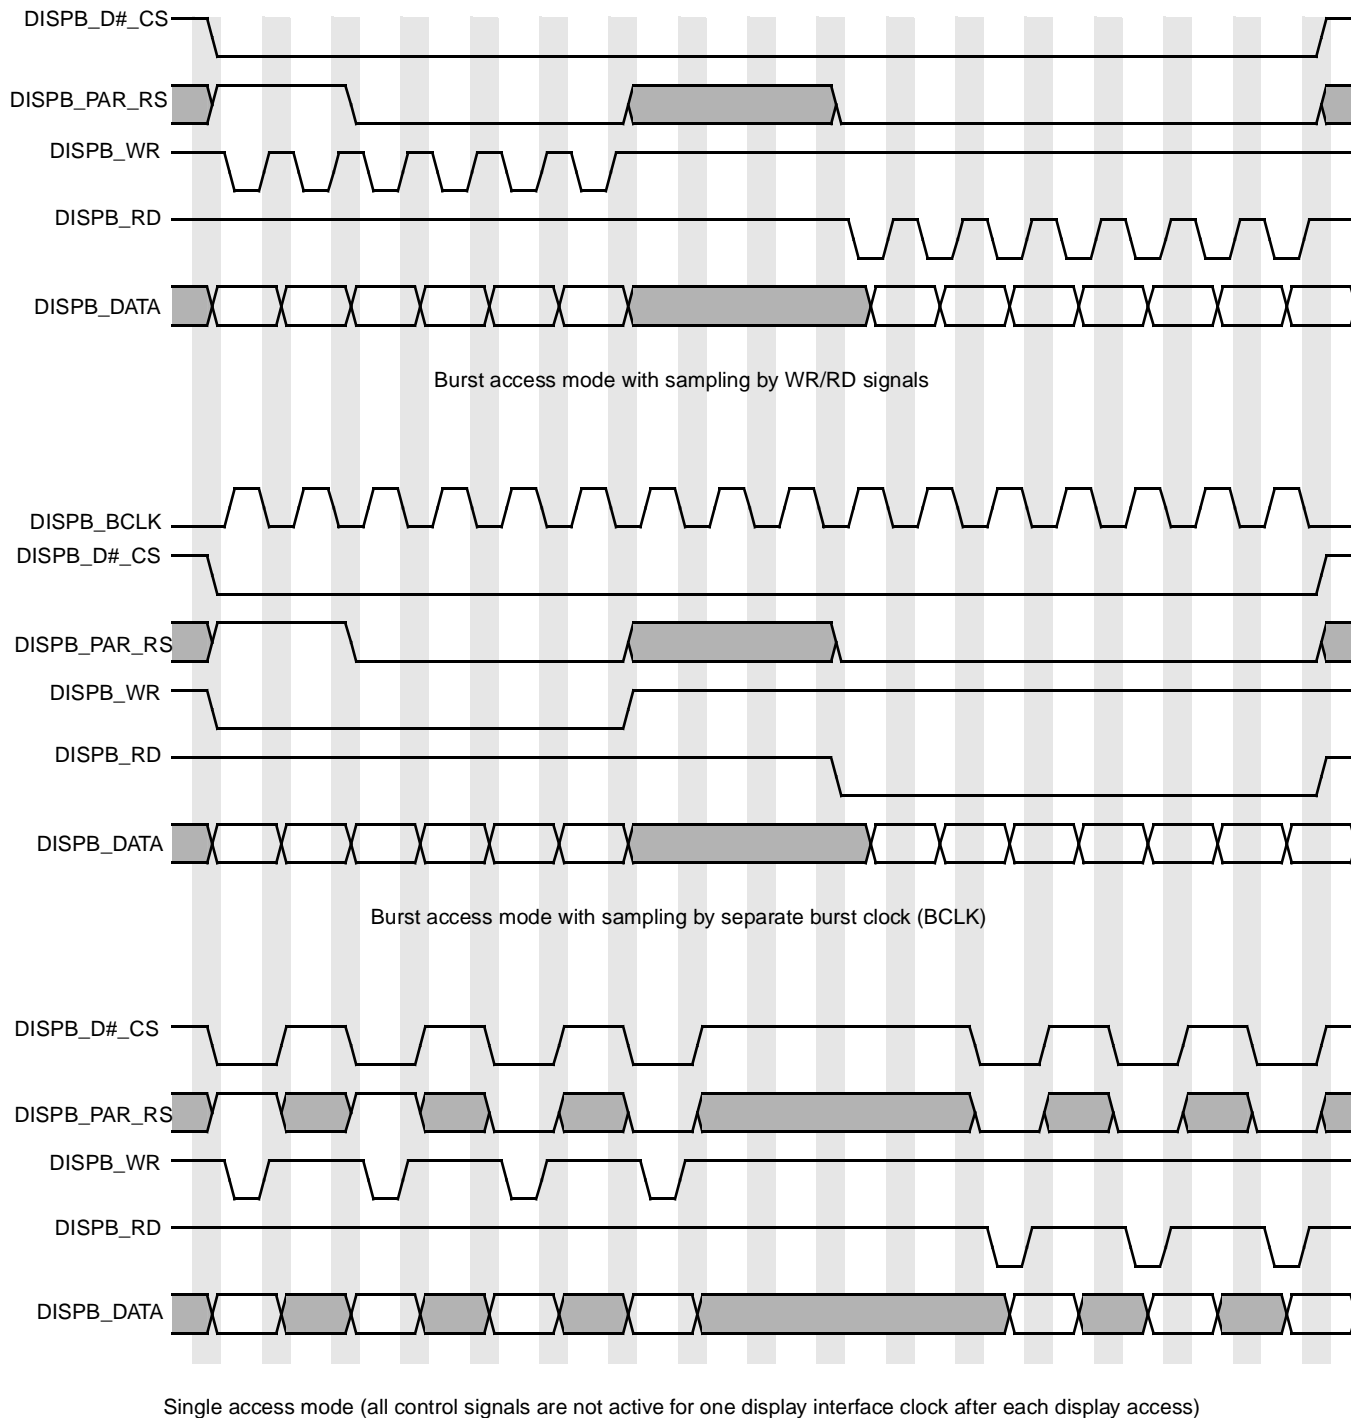 DISPB_D#_CS
DISPB_PAR_RS
DISPB_WR
DISPB_RD
DISPB_DATA
Burst access mode with sampling by WR/RD signals
DISPB_BCLK
DISPB_D#_CS
DISPB_PAR_RS
DISPB_WR
DISPB_RD
DISPB_DATA
Burst access mode with sampling by separate burst clock (BCLK)
DISPB_D#_CS
DISPB_PAR_RS
DISPB_WR
DISPB_RD
DISPB_DATA
Single access mode (all control signals are not active for one display interface clock after each display access)